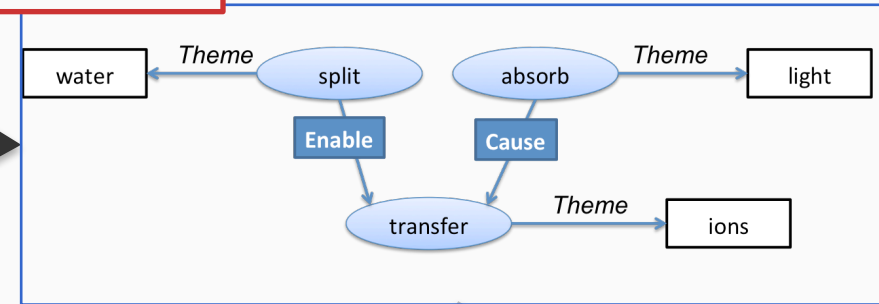 Theme
Theme
water
split
absorb
light
Enable
Cause
Theme
transfer
ions